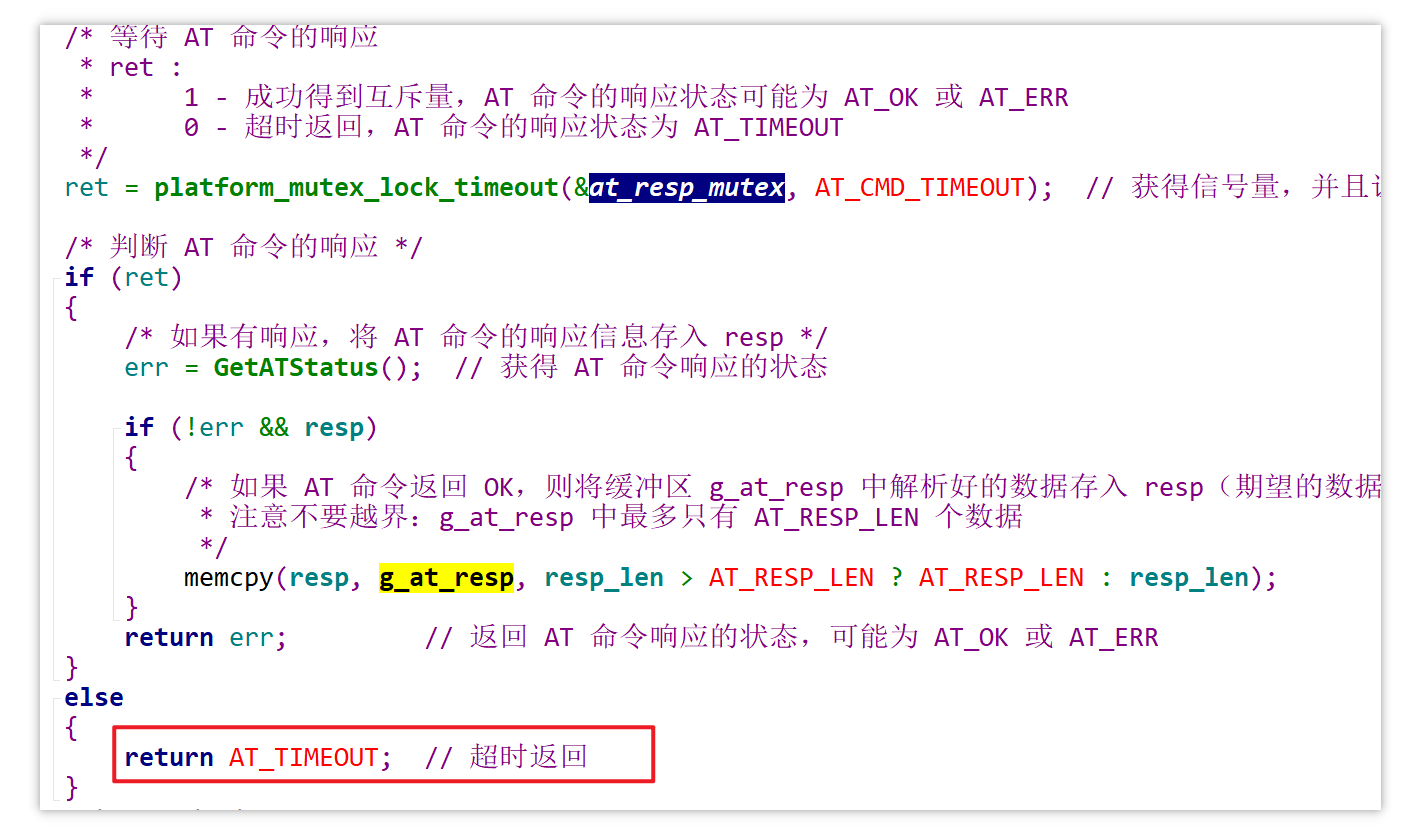 /* 等待 AT 命令的响应
* ret :
* 1 - 成功得到互斥量，AT 命令的响应状态可能为 AT_OK 或 AT_ERR
* 0 - 超时返回，AT 命令的响应状态为 AT_TIMEOUT
*/
ret = platform_mutex_lock_timeout(&at_resp_mutex, AT_CMD_TIMEOUT); // 获得信号量，并且
/* 判断 AT 命令的响应 */
if (ret)
{
/* 如果有响应，将 AT 命令的响应信息存入 resp */
err = GetATStatus(); // 获得 AT 命令响应的状态
if (!err && resp)
{
/* 如果 AT 命令返回 OK，则将缓冲区 g_at_resp 中解析好的数据存入 resp（期望的数据
* 注意不要越界：g_at_resp 中最多只有 AT_RESP_LEN 个数据
*/
memcpy(resp, g_at_resp, resp_len > AT_RESP_LEN ? AT_RESP_LEN : resp_len);
}
return err; // 返回 AT 命令响应的状态，可能为 AT_OK 或 AT_ERR
}
else
{
return AT_TIMEOUT; // 超时返回
}